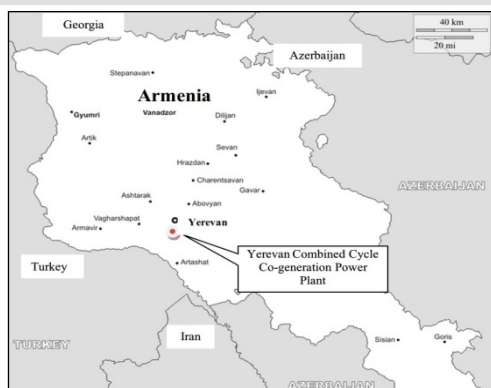 Georgia
40 km
20 mi
Azerbaijan
Stepanavan
Armenia
Ijevan
Gyumri
Vanadzor
Dilijan
Artik
Sevan
Hrazdan
Charentsavan
Gavar
AZERBAIJAN
Ashtarak
Abovyan
Vagharshapat
Yerevan
Armavir
Yerevan Combined Cycle
Co-generation Power
Plant
Turkey
Artashat
Iran
TURKEY
Sisian
Goris
AZERBAIJAN